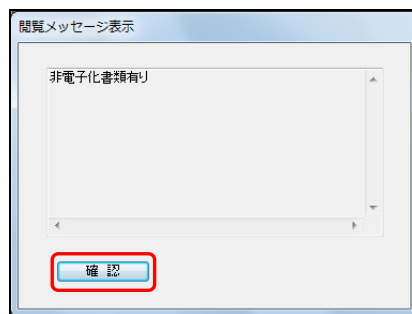 閲覧メッセージ表示
非電子化書類有り
確 認